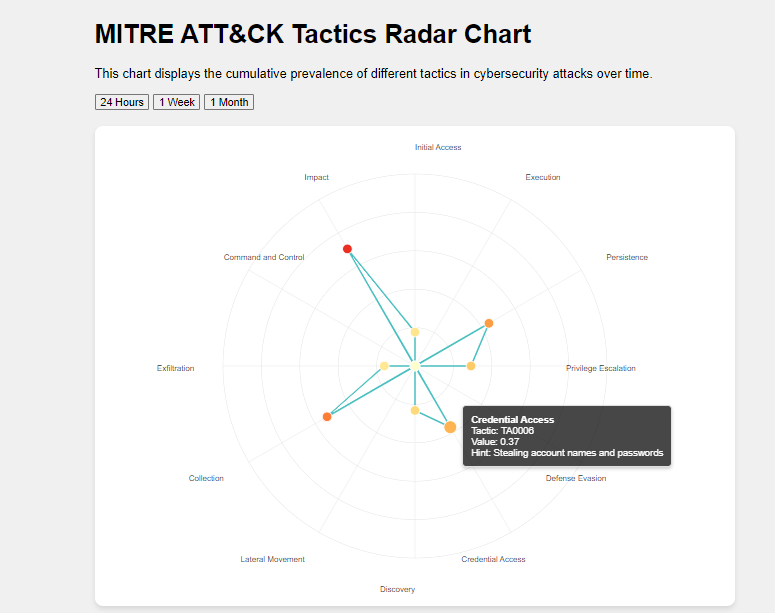 MITRE ATT&CK Tactics Radar Chart
This chart displays the cumulative prevalence of different tactics in cybersecurity attacks over time.
24 Hours 1 Week 1 Month
Initial Access
Impact
Execution
Command and Control
Persistence
Exfiltration
Privilege Escalation
Credential Access
Tactic: TA0006
Value: 0.37
Hint: Stealing account names and passwords
Collection
Defense Evasion
Lateral Movement
Credential Access
Discovery